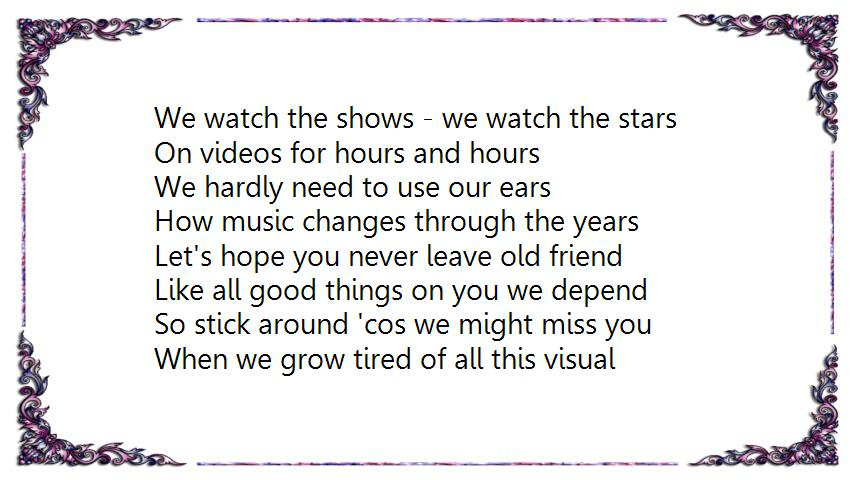 We watch the shows - we watch the stars
On videos for hours and hours
We hardly need to use our ears
How music changes through the years
Let's hope you never leave old friend
Like all good things on you we depend
So stick around 'cos we might miss you
When we grow tired of all this visual